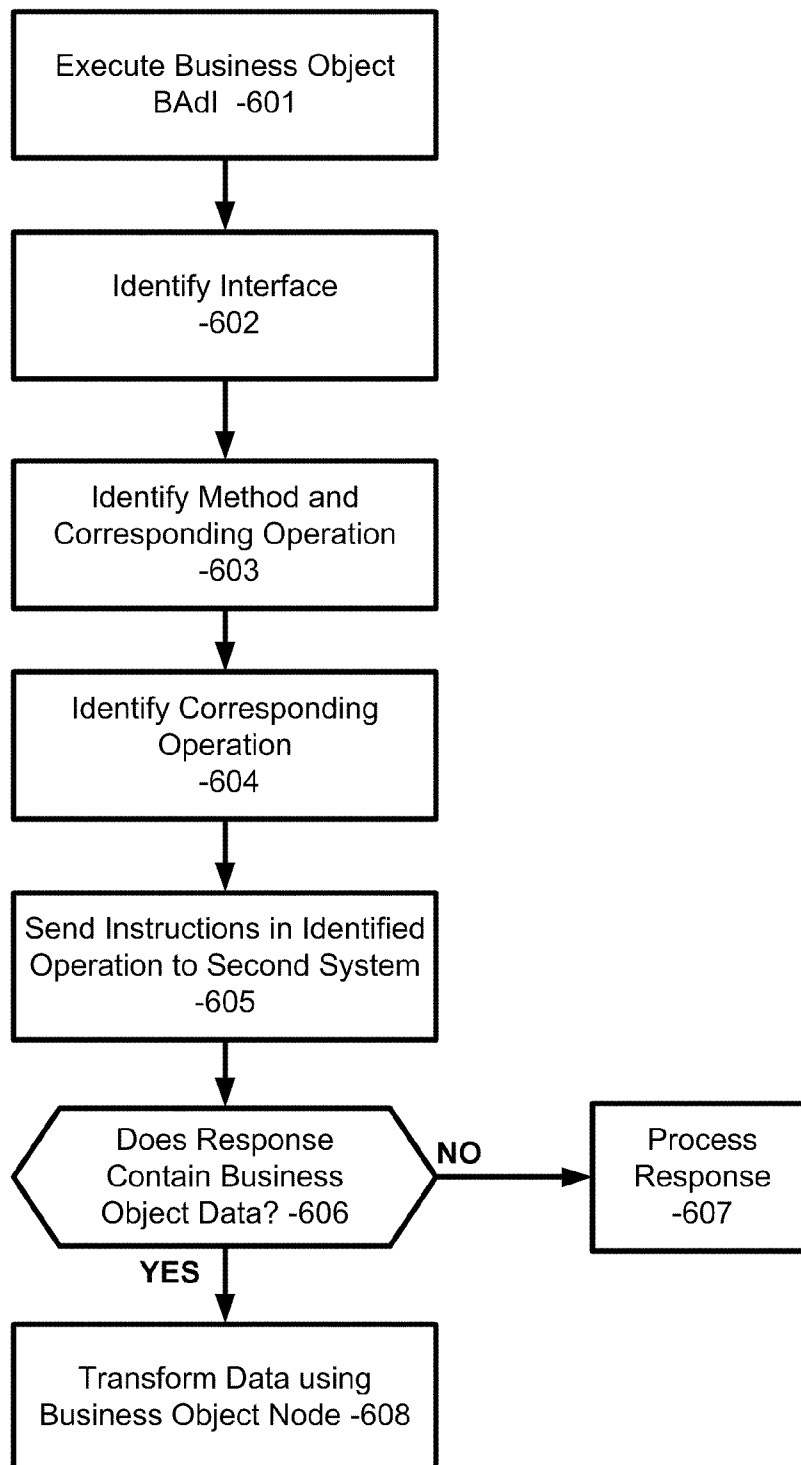 Execute Business Object
BAdI -601
Identify Interface
-602
Identify Method and
Corresponding Operation
-603
Identify Corresponding
Operation
-604
Send Instructions in Identified
Operation to Second System
-605
Does Response
Contain Business
Object Data? -606
NO
Process
Response
-607
YES
Transform Data using
Business Object Node -608